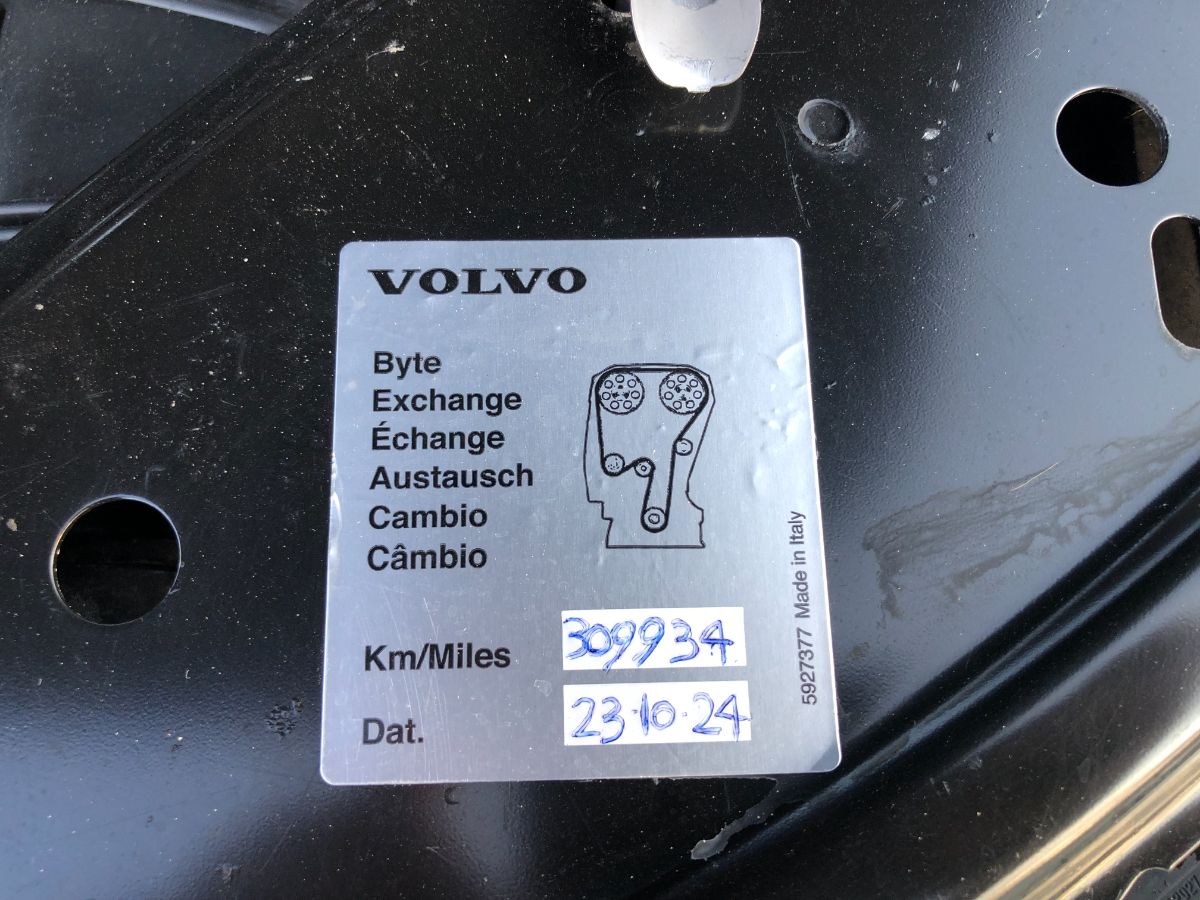 VOLVO
Byte
Exchange
Échange
Austausch
Cambio
Câmbio
Km/Miles 309934
Dat. 23·10·24
5927377 Made in Italy